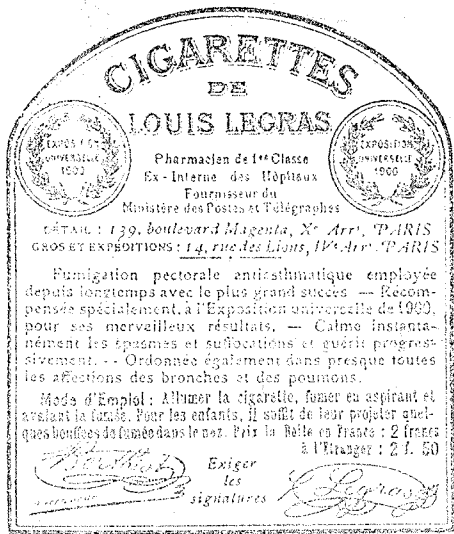 CIGARETTES
DE
LOUIS LEGRAS
EXPOSITION
UNIVERSELLE
1900
EXPOSITION
UNIVERSELLE
1900
Pharmacien de 1re Classe
Ex-Interne des Hôpitaux
Fournisseur du
Ministère des Postes et Télégraphes
DÉTAIL : 139, boulevard Magenta, Xe Arrt, PARIS
GROS ET EXPÉDITIONS : 14, rue des Lions, IVe Arrt PARIS
Fumigation pectorale antiasthmatique employée
depuis longtemps avec le plus grand succès — Récom-
pensée spécialement, à l'Exposition universelle de 1900,
pour ses merveilleux résultats. — Calme instanta-
nément les spasmes et suffocations et guérit progres-
sivement. -- Ordonnée également dans presque toutes
les affections des bronches et des poumons.
Mode d'Emploi : Allumer la cigarette, fumer en aspirant et
avalant la fumée. Pour les enfants, il suffit de leur projeter quel-
ques bouffées de fumée dans le nez. Prix la Boîte en France : 2 francs
à l'Etranger : 2 f. 50
Exiger
les
signatures
Legras